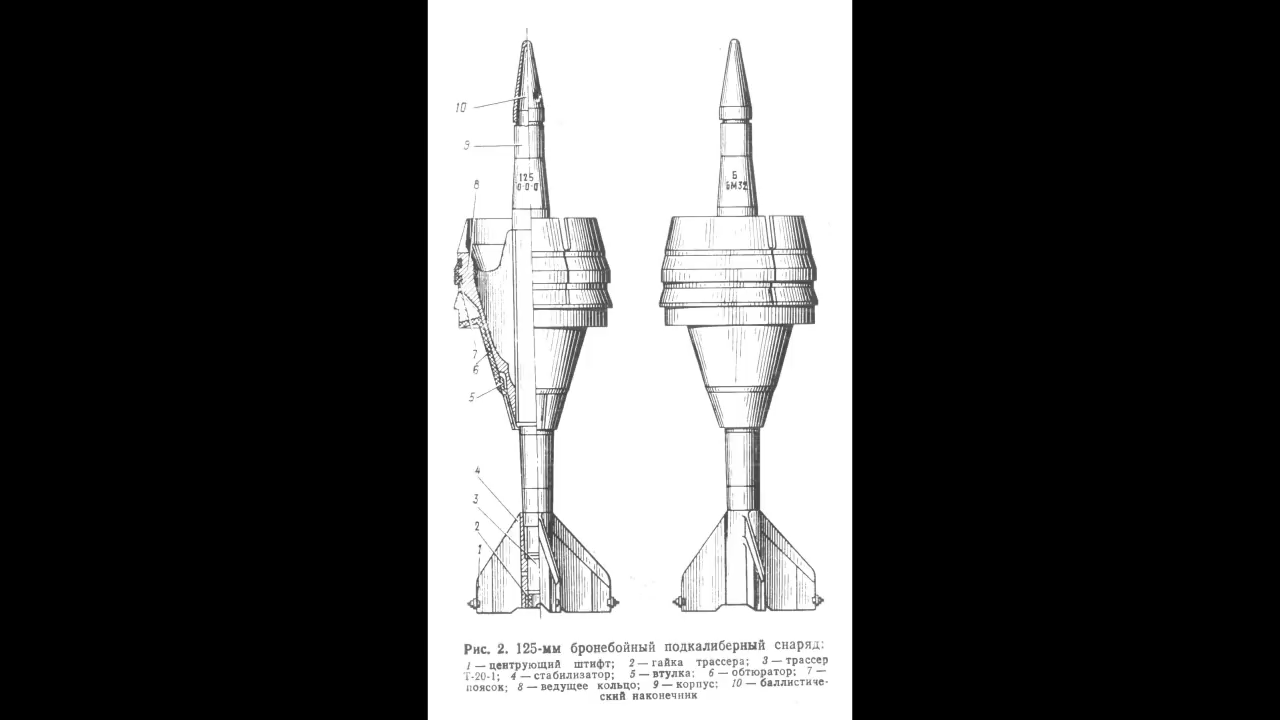 10
9
8
125
0-0-0
Б
БМ32
7
6
5
4
3
2
1
Рис. 2. 125-мм бронебойный подкалиберный снаряд:
1 — центрующий штифт; 2 — гайка трассера; 3 — трассер
Т-20-1; 4 — стабилизатор; 5 — втулка; 6 — обтюратор; 7 —
поясок; 8 — ведущее кольцо; 9 — корпус; 10 — баллистиче-
ский наконечник